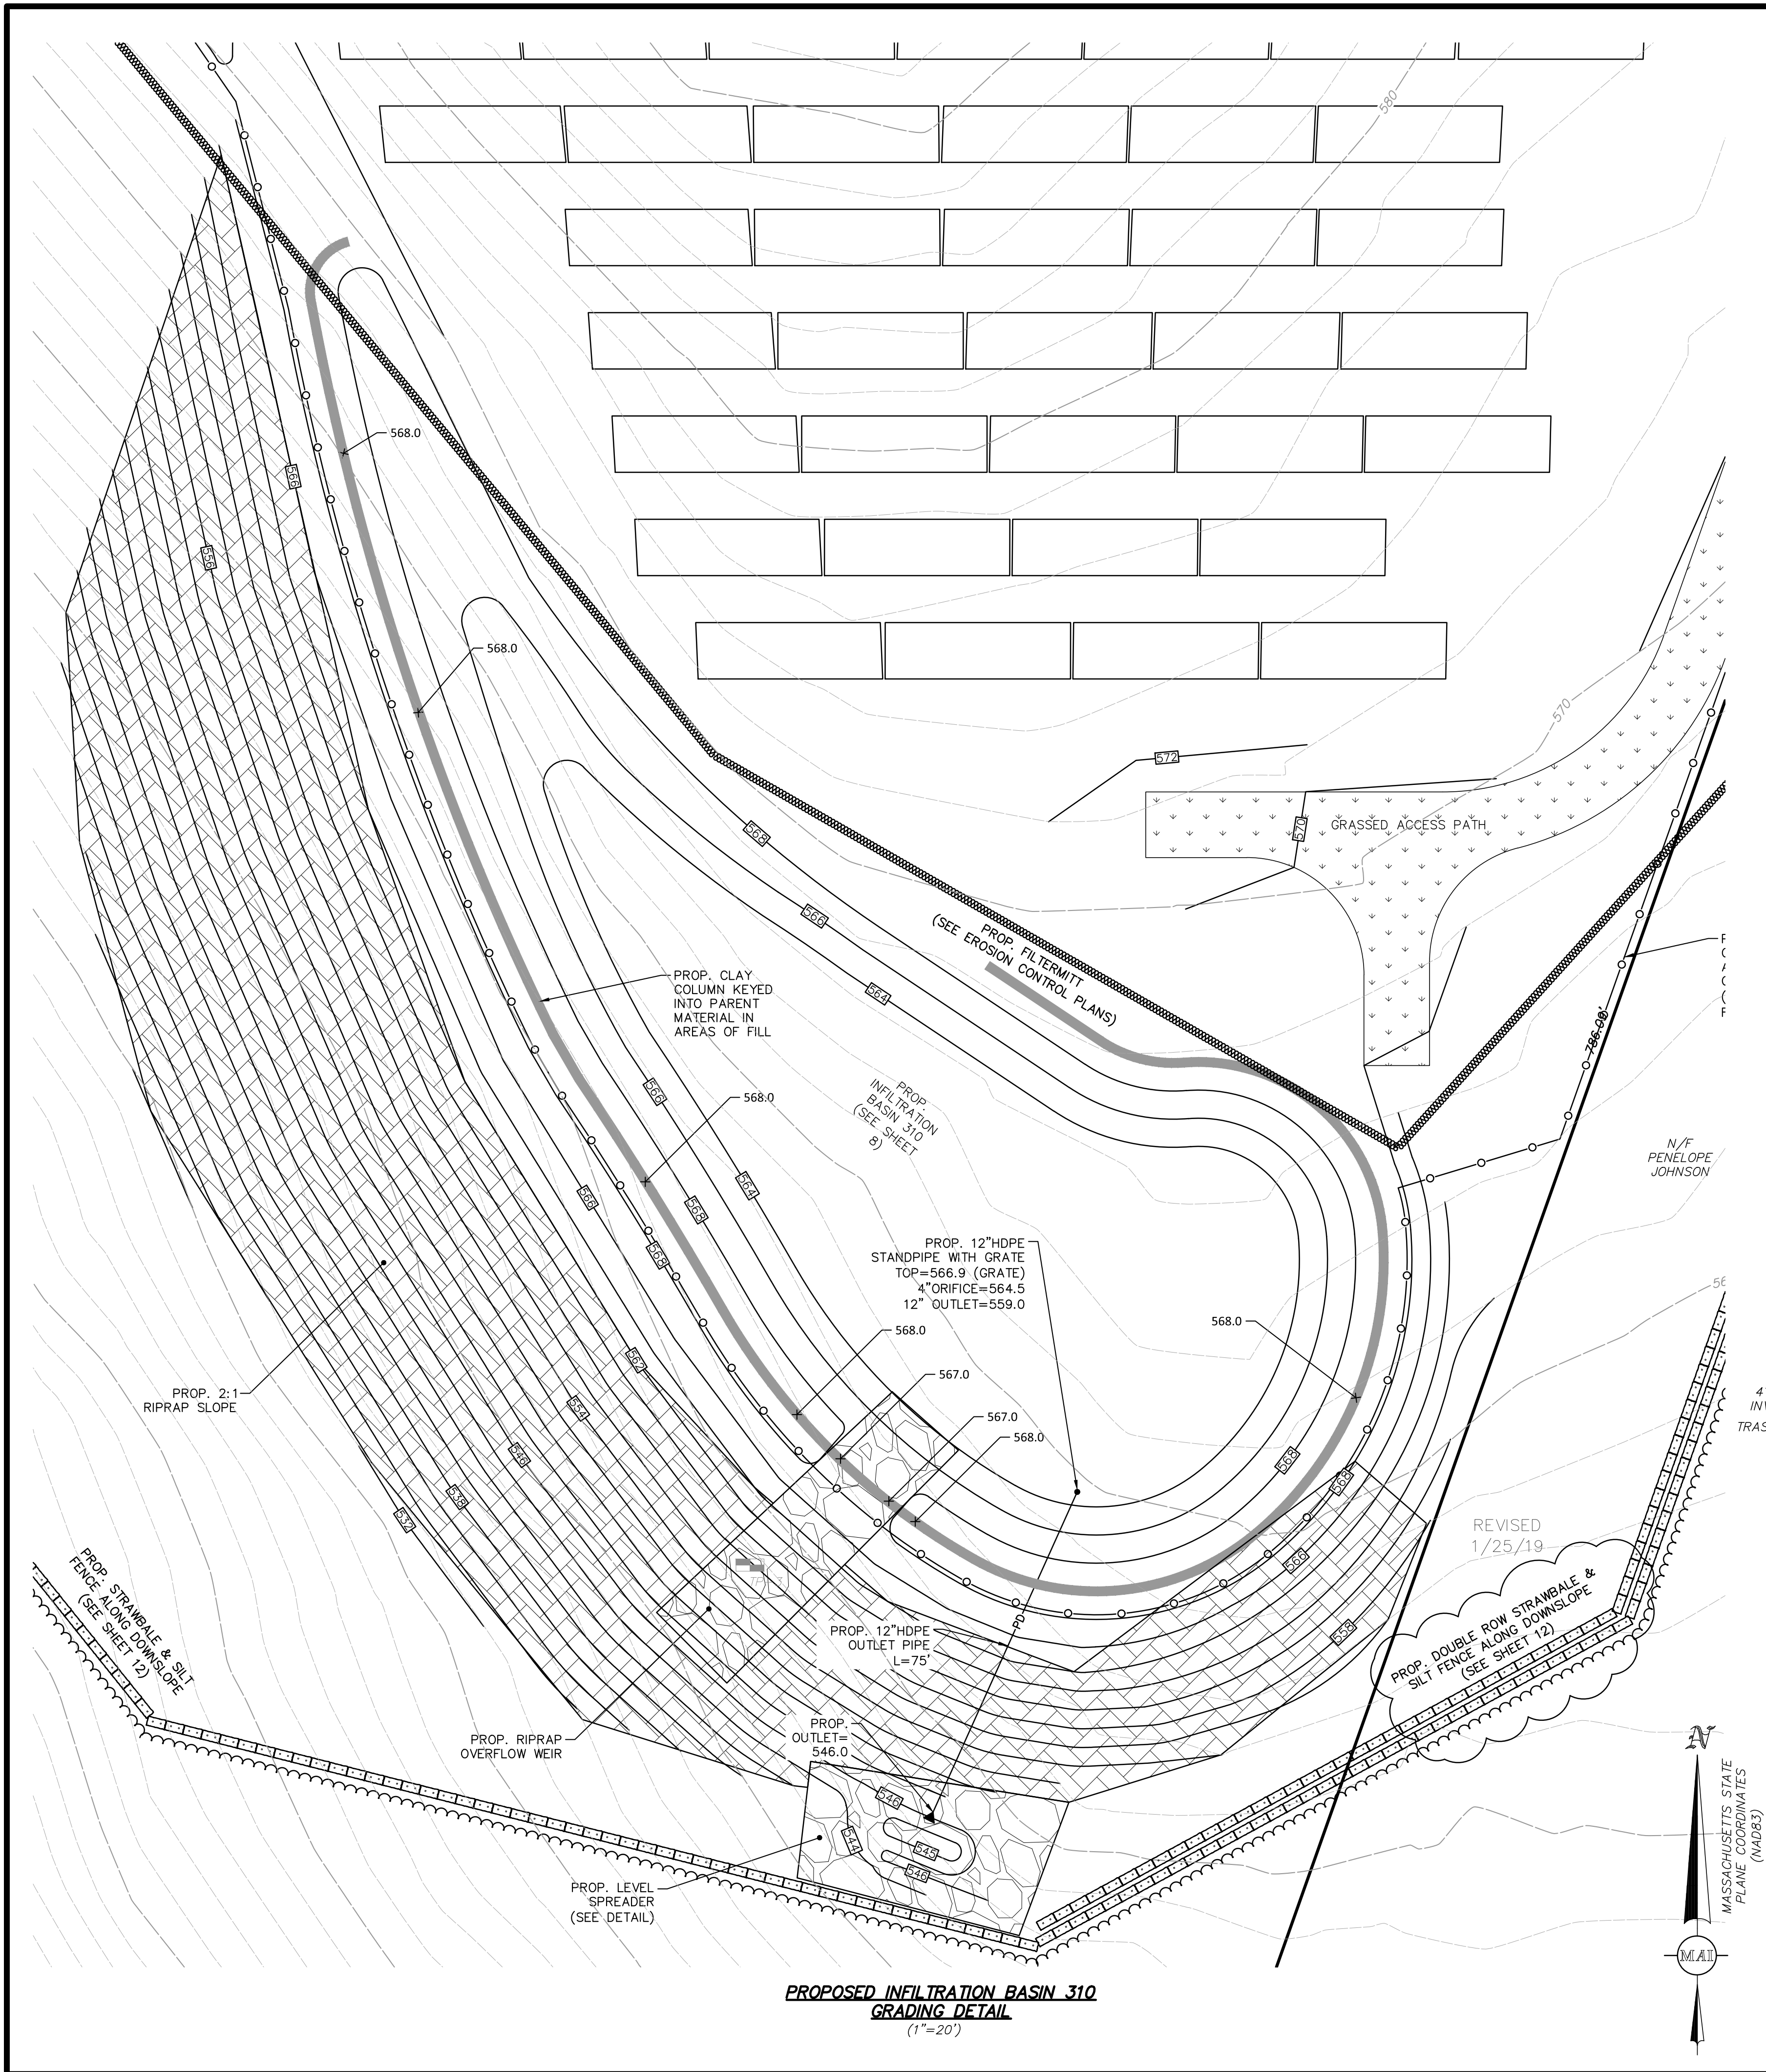 580
568.0
566
556
568.0
570
572
570
GRASSED ACCESS PATH
568
566
564
PROP. FILTERMITT
(SEE EROSION CONTROL PLANS)
PROP. CLAY
COLUMN KEYED
INTO PARENT
MATERIAL IN
AREAS OF FILL
566
568.0
PROP.
INFILTRATION
BASIN 310
(SEE SHEET
8)
N/F
PENELOPE
JOHNSON
564
566
568
568
PROP. 12"HDPE
STANDPIPE WITH GRATE
TOP=566.9 (GRATE)
4"ORIFICE=564.5
12" OUTLET=559.0
568.0
568.0
567.0
567.0
568.0
PROP. 2:1
RIPRAP SLOPE
562
554
546
538
532
568
568
566
558
REVISED
1/25/19
PROP. DOUBLE ROW STRAWBALE &
SILT FENCE ALONG DOWNSLOPE
(SEE SHEET 12)
PROP. STRAWBALE & SILT
FENCE ALONG DOWNSLOPE
(SEE SHEET 12)
PD
PROP. 12"HDPE
OUTLET PIPE
L=75'
PROP. RIPRAP
OVERFLOW WEIR
PROP.
OUTLET=
546.0
546
544
545
546
PROP. LEVEL
SPREADER
(SEE DETAIL)
N
MASSACHUSETTS STATE
PLANE COORDINATES
(NAD83)
MAI
PROPOSED INFILTRATION BASIN 310
GRADING DETAIL
(1"=20')